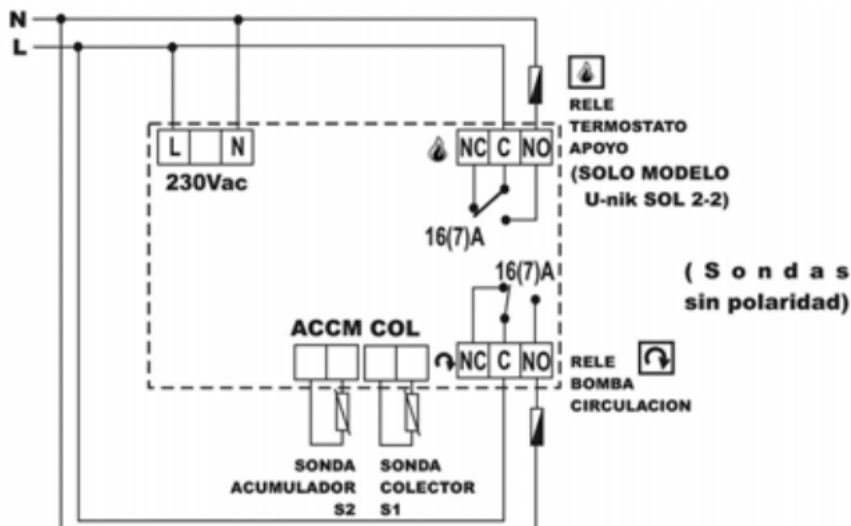 N
L
RELE
TERMOSTATO
APOYO
(SOLO MODELO
U-nik SOL 2-2)
L N
230Vac
NC C NO
16(7)A
16(7)A
(Sondas
sin polaridad)
ACCM COL
NC C NO
RELE
BOMBA
CIRCULACION
SONDA
ACUMULADOR
S2
SONDA
COLECTOR
S1